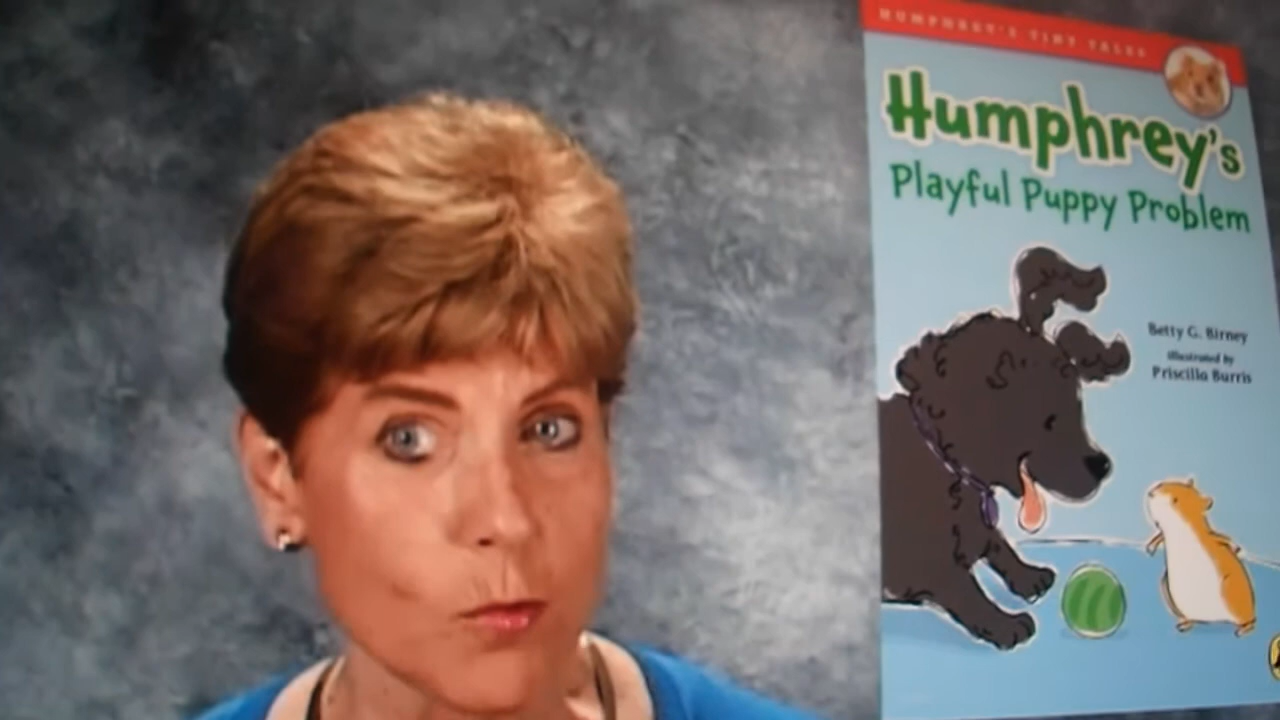 HUMPHREY'S TINY TALES
Humphrey's
Playful Puppy Problem
Betty G. Birney
illustrated by
Priscilla Burris